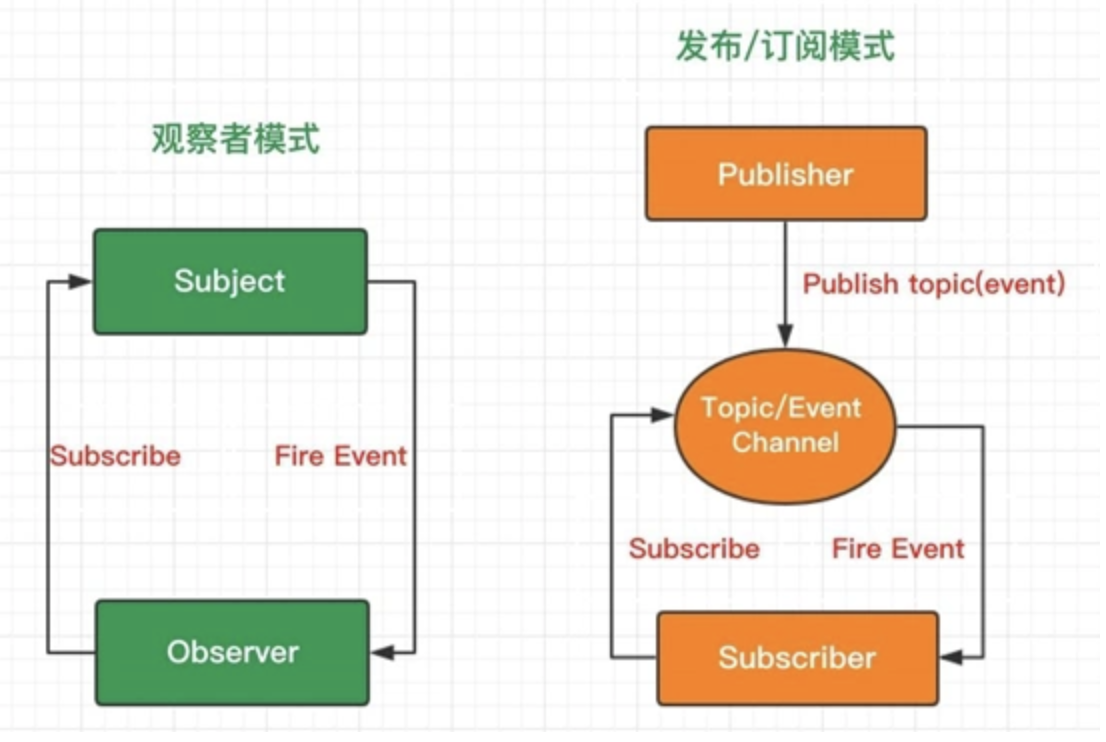 观察者模式
Subject
Subscribe
Fire Event
Observer
发布/订阅模式
Publisher
Publish topic(event)
Topic/Event
Channel
Subscribe
Fire Event
Subscriber